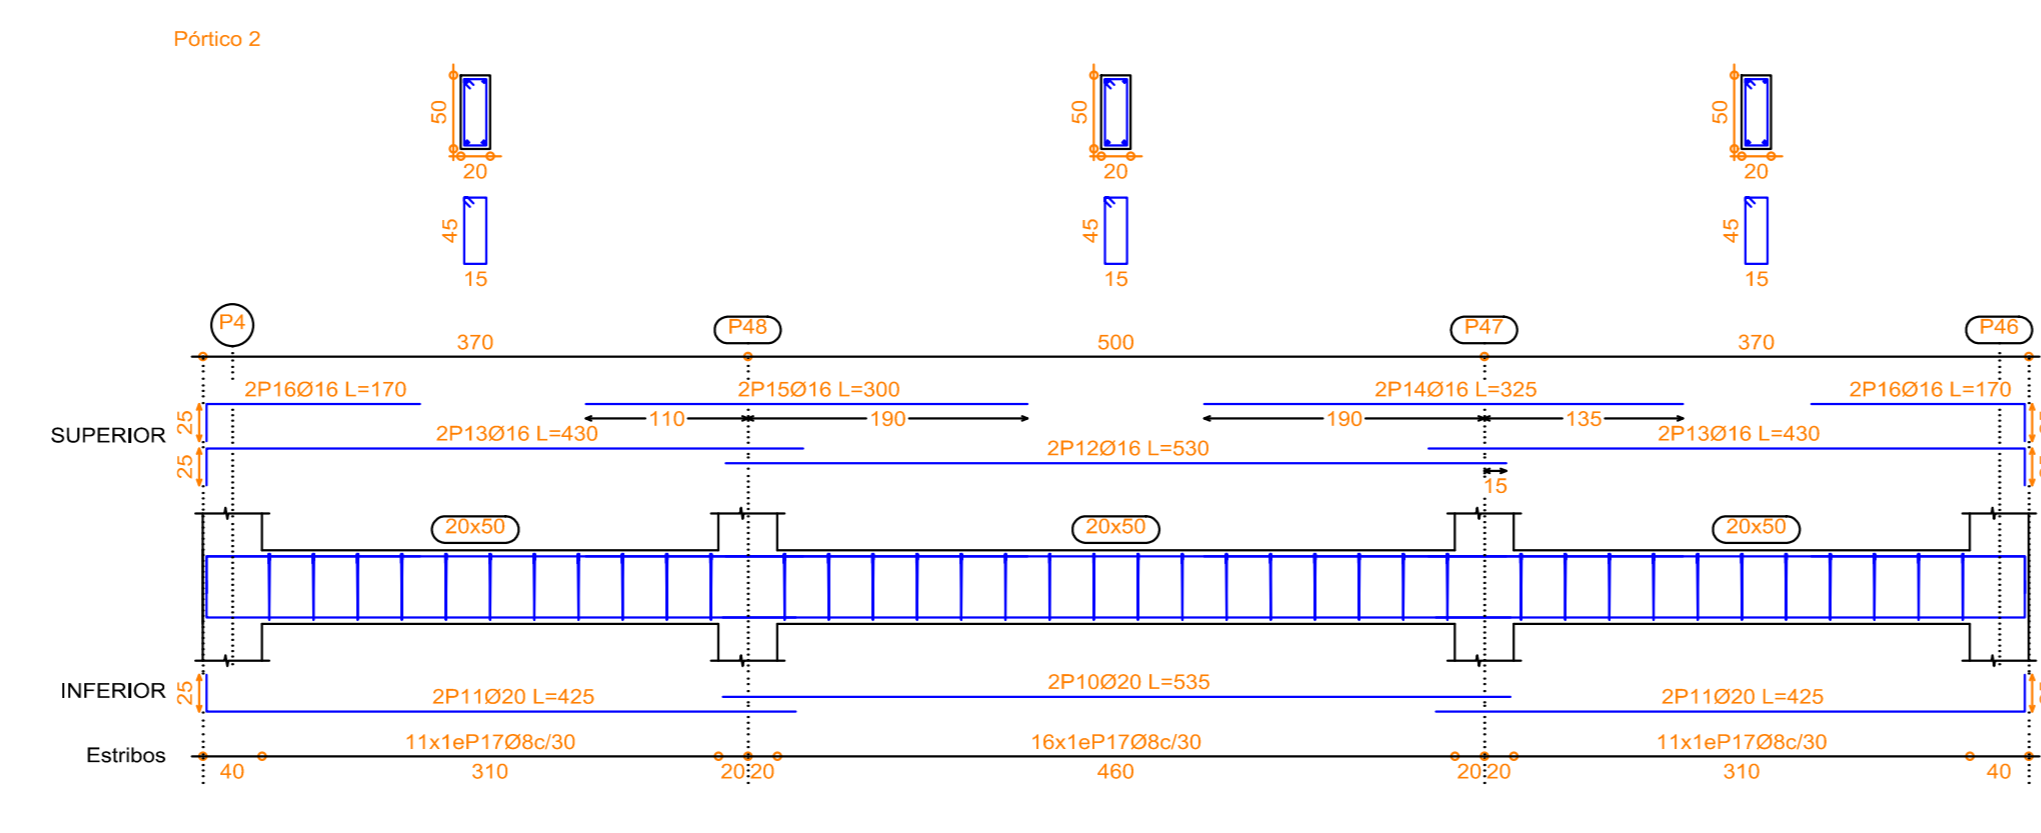 Pórtico 2
50 50 50
20 20 20
45 45 45
15 15 15
P4 P48 P47 P46
370 500 370
2P16Ø16 L=170 2P15Ø16 L=300 2P14Ø16 L=325 2P16Ø16 L=170
25 110 190 190 135
SUPERIOR
2P13Ø16 L=430 2P13Ø16 L=430
25 2P12Ø16 L=530
15
20x50 20x50 20x50
INFERIOR
25 2P11Ø20 L=425 2P10Ø20 L=535 2P11Ø20 L=425
Estribos
11x1eP17Ø8c/30 16x1eP17Ø8c/30 11x1eP17Ø8c/30
40 310 20 20 460 20 20 310 40